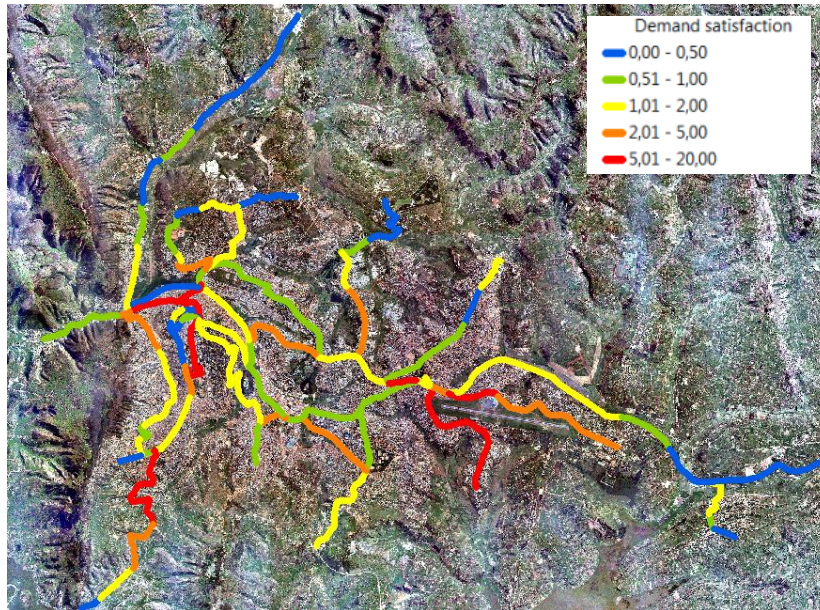 Demand satisfaction
0,00 - 0,50
0,51 - 1,00
1,01 - 2,00
2,01 - 5,00
5,01 - 20,00